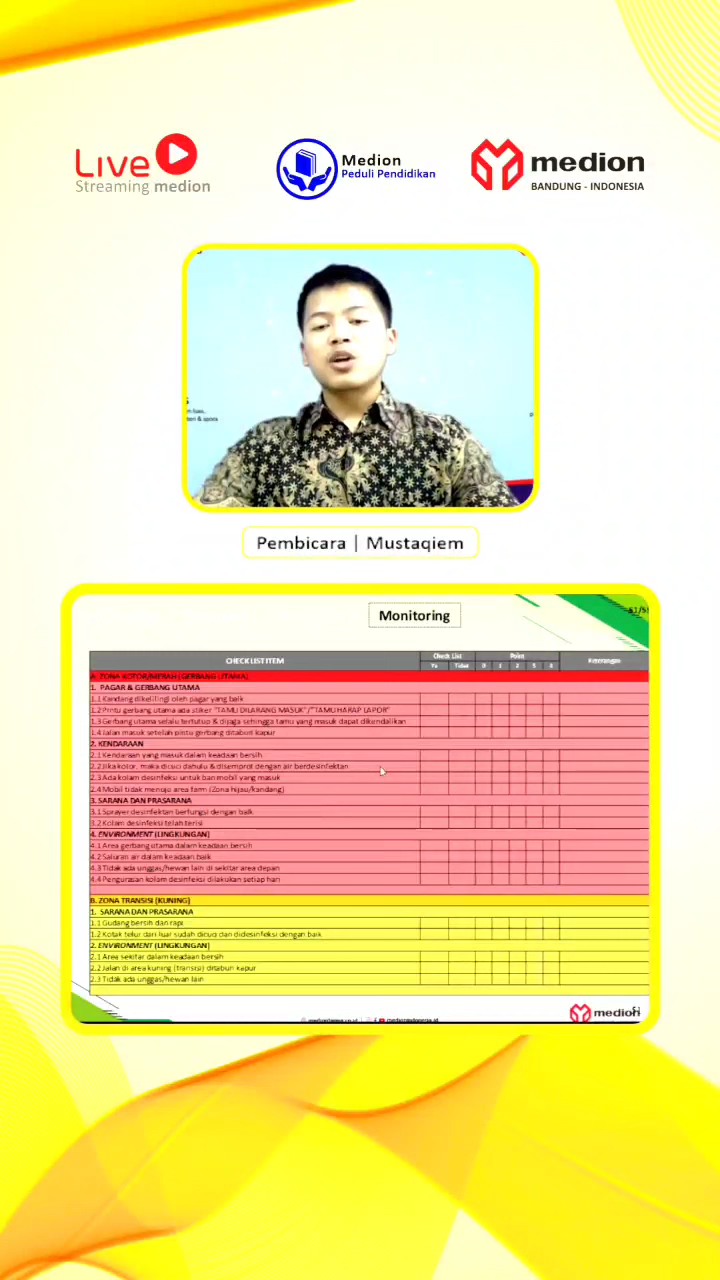 Live
Streaming medion
Medion
Peduli Pendidikan
medion
BANDUNG - INDONESIA
Pembicara | Mustaqiem
Monitoring
CHECK LIST ITEM
Check List
Point
Keterangan
Ya Tidak 0 1 2 3 4
A. ZONA KOTOR/MERAH (GERBANG UTAMA)
1. PAGAR & GERBANG UTAMA
1.1 Kandang dikelilingi oleh pagar yang baik
1.2 Pintu gerbang utama ada stiker "TAMU DILARANG MASUK"/"TAMU HARAP LAPOR"
1.3 Gerbang utama selalu tertutup & dijaga sehingga tamu yang masuk dapat dikendalikan
1.4 Jalan masuk setelah pintu gerbang ditaburi kapur
2. KENDARAAN
2.1 Kendaraan yang masuk dalam keadaan bersih
2.2 Jika kotor, maka dicuci dahulu & disemprot dengan air berdesinfektan
2.3 Ada kolam desinfeksi untuk ban mobil yang masuk
2.4 Mobil tidak menuju area farm (Zona hijau/kandang)
3. SARANA DAN PRASARANA
3.1 Sprayer desinfektan berfungsi dengan baik
3.2 Kolam desinfeksi telah terisi
4. ENVIRONMENT (LINGKUNGAN)
4.1 Area gerbang utama dalam keadaan bersih
4.2 Saluran air dalam keadaan baik
4.3 Tidak ada unggas/hewan lain di sekitar area depan
4.4 Pengurasan kolam desinfeksi dilakukan setiap hari
B. ZONA TRANSISI (KUNING)
1. SARANA DAN PRASARANA
1.1 Gudang bersih dan rapi
1.2 Kotak telur dari luar sudah dicuci dan didesinfeksi dengan baik
2. ENVIRONMENT (LINGKUNGAN)
2.1 Area sekitar dalam keadaan bersih
2.2 Jalan di area kuning (transisi) ditaburi kapur
2.3 Tidak ada unggas/hewan lain
medion